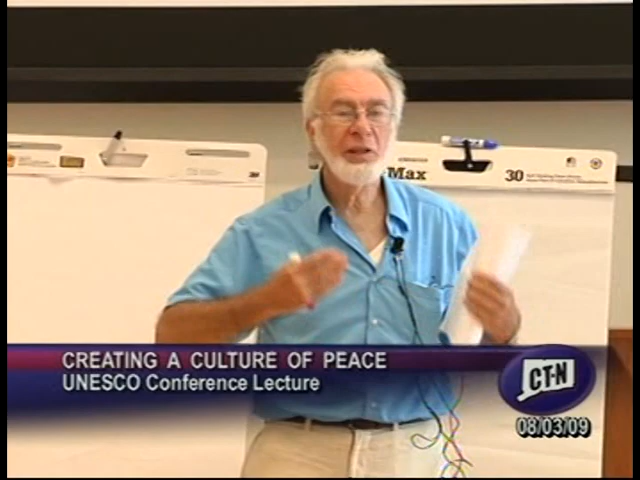 Max
30
CREATING A CULTURE OF PEACE
UNESCO Conference Lecture
CT-N
08/03/09